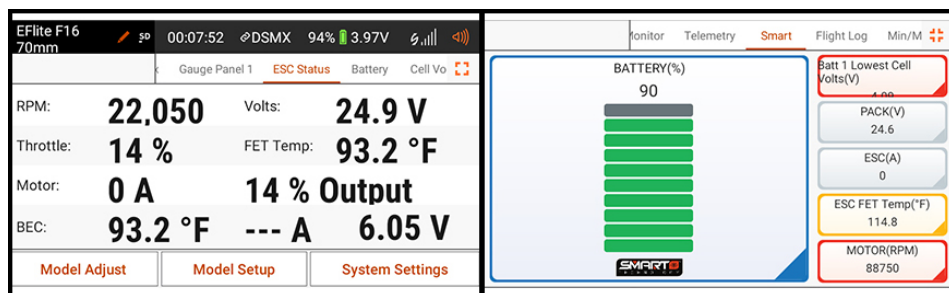 EFlite F16
70mm
SD 00:07:52 DSMX 94% 3.97V
Gauge Panel 1 ESC Status Battery Cell Vo
RPM: 22,050 Volts: 24.9 V
Throttle: 14 % FET Temp: 93.2 °F
Motor: 0 A 14 % Output
BEC: 93.2 °F --- A 6.05 V
Model Adjust Model Setup System Settings
Monitor Telemetry Smart Flight Log Min/M
BATTERY(%)
90
SMART
Batt 1 Lowest Cell
Volts(V)
PACK(V)
24.6
ESC(A)
0
ESC FET Temp(°F)
114.8
MOTOR(RPM)
88750